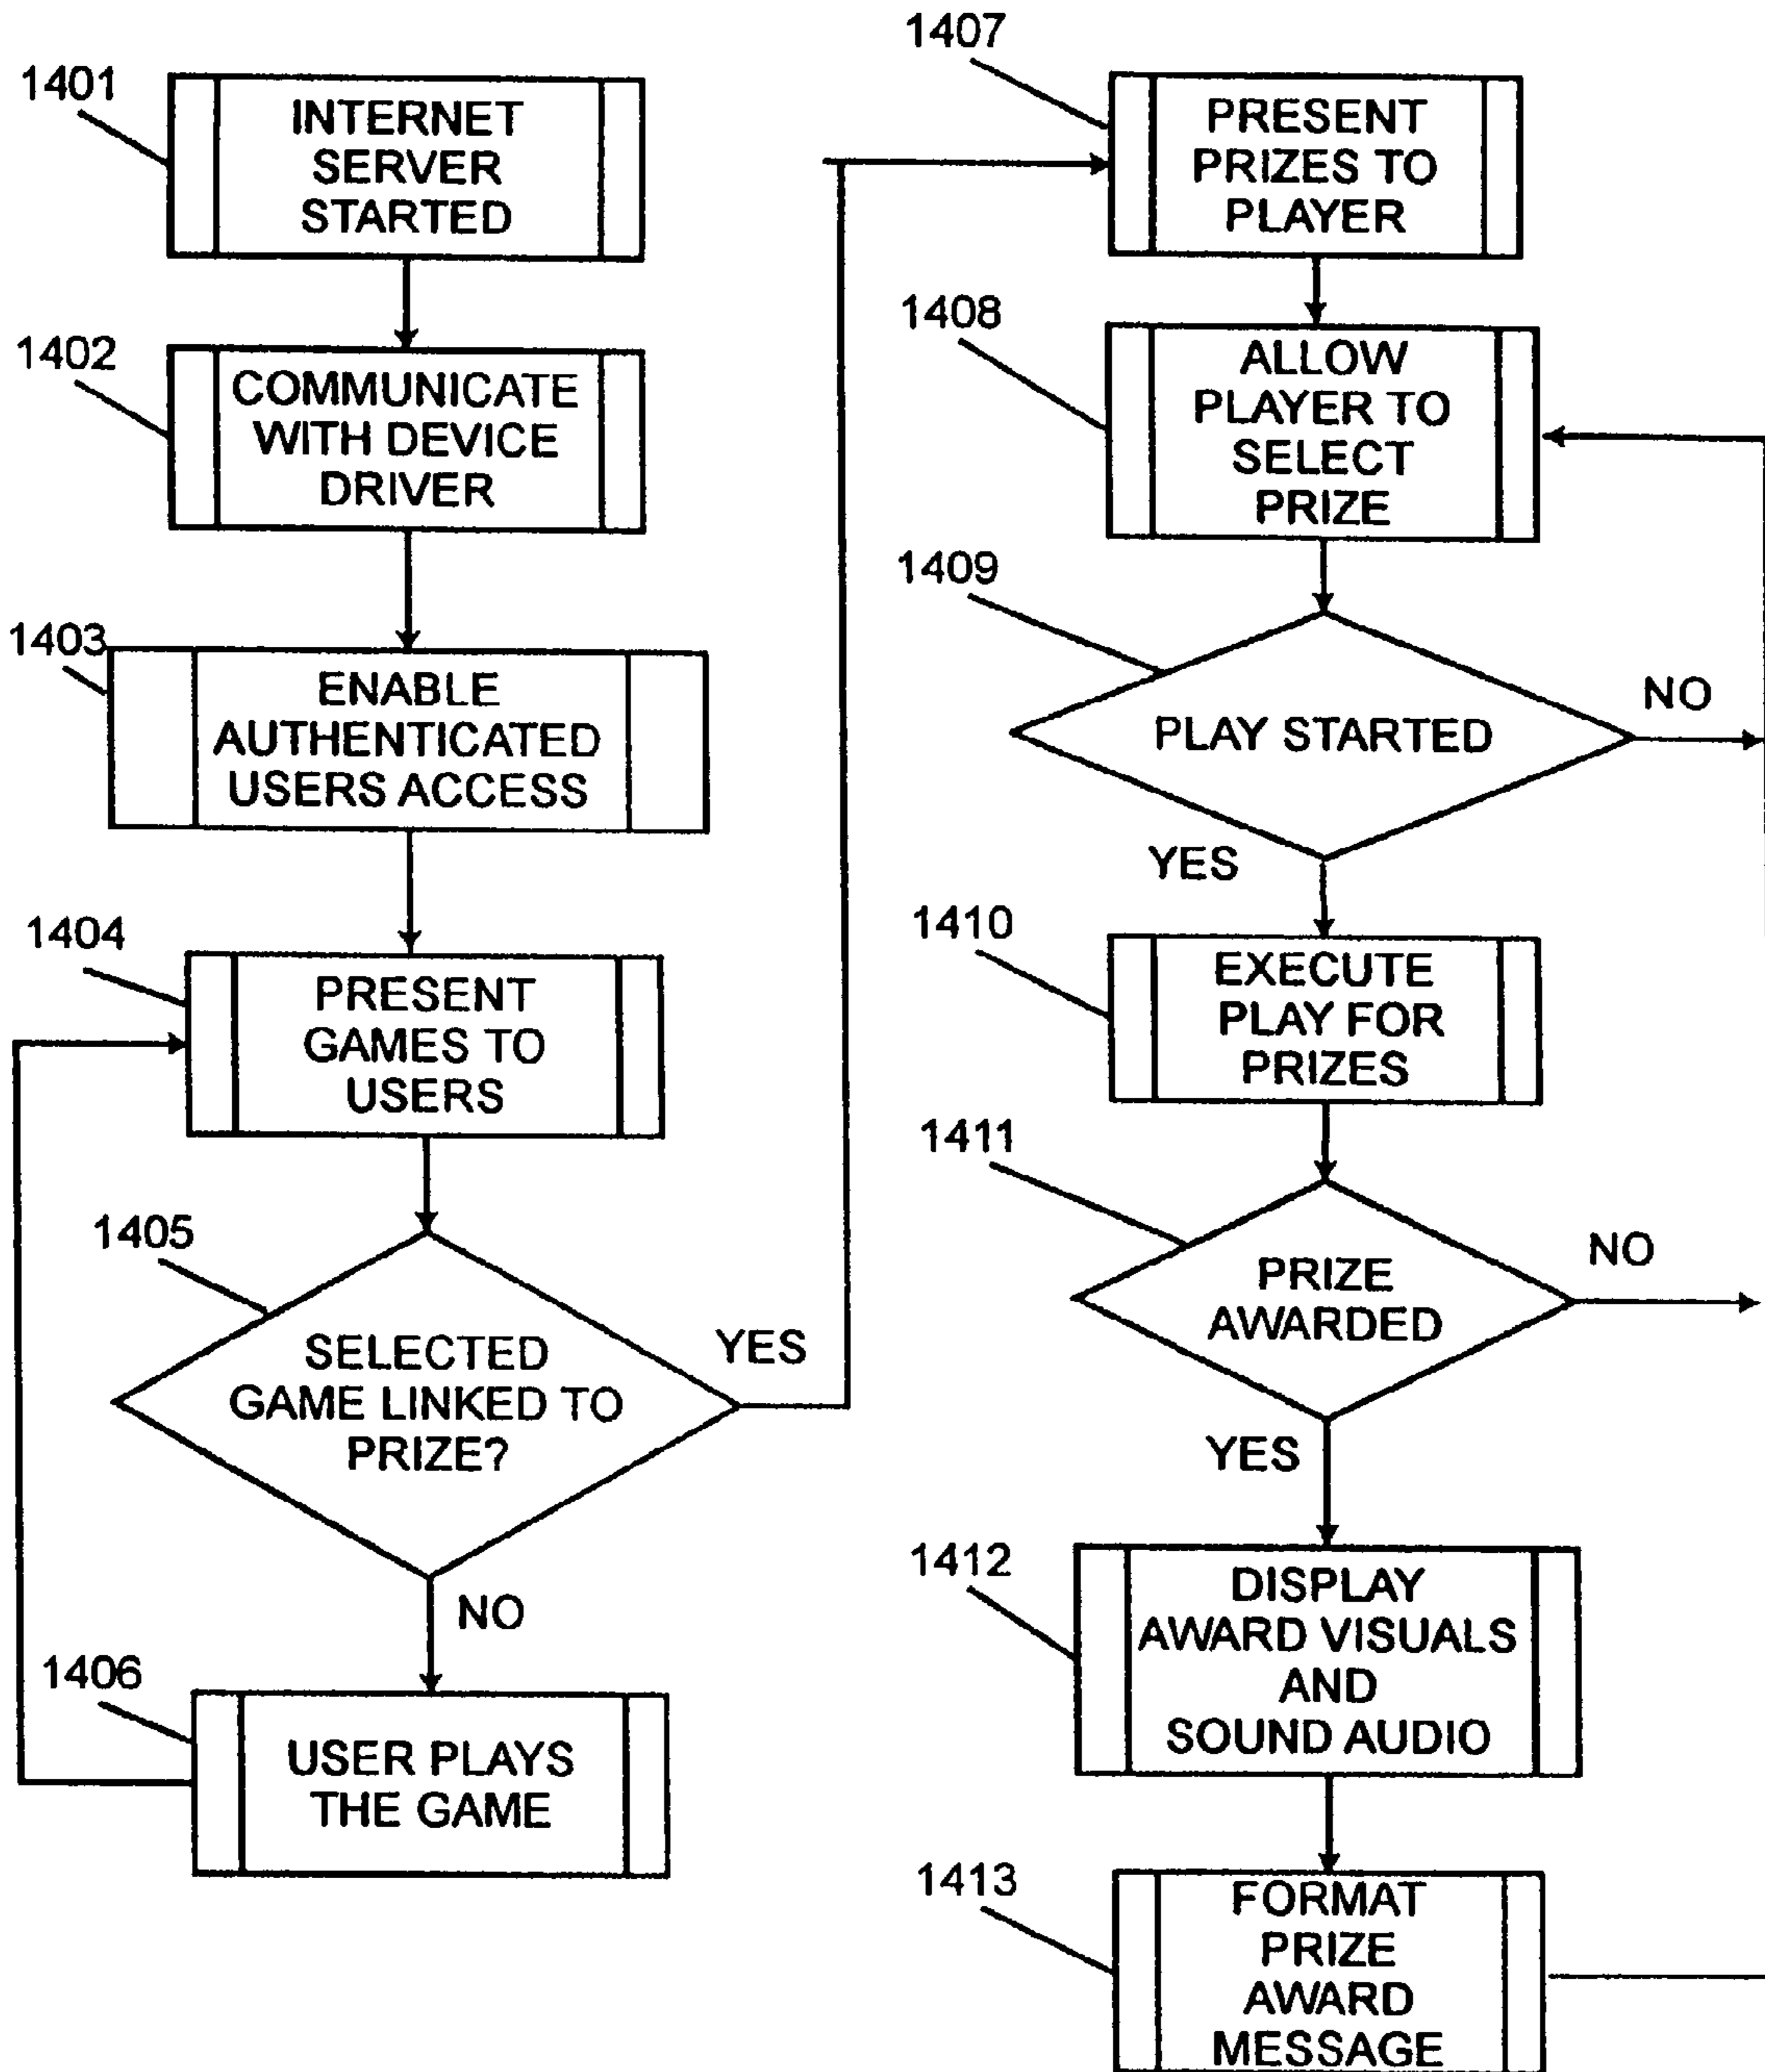 1401
INTERNET
SERVER
STARTED
1402
COMMUNICATE
WITH DEVICE
DRIVER
1403
ENABLE
AUTHENTICATED
USERS ACCESS
1404
PRESENT
GAMES TO
USERS
1405
SELECTED
GAME LINKED TO
PRIZE?
YES
NO
1406
USER PLAYS
THE GAME
1407
PRESENT
PRIZES TO
PLAYER
1408
ALLOW
PLAYER TO
SELECT
PRIZE
1409
PLAY STARTED
NO
YES
1410
EXECUTE
PLAY FOR
PRIZES
1411
PRIZE
AWARDED
NO
YES
1412
DISPLAY
AWARD VISUALS
AND
SOUND AUDIO
1413
FORMAT
PRIZE
AWARD
MESSAGE